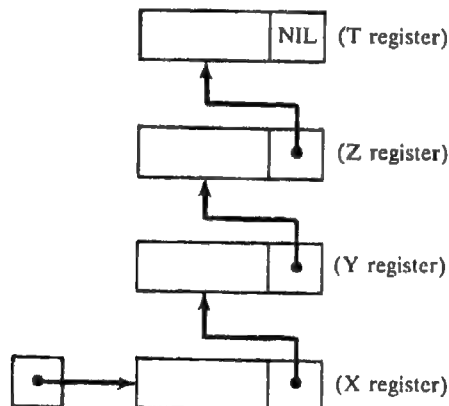 NIL (T register)
(Z register)
(Y register)
(X register)